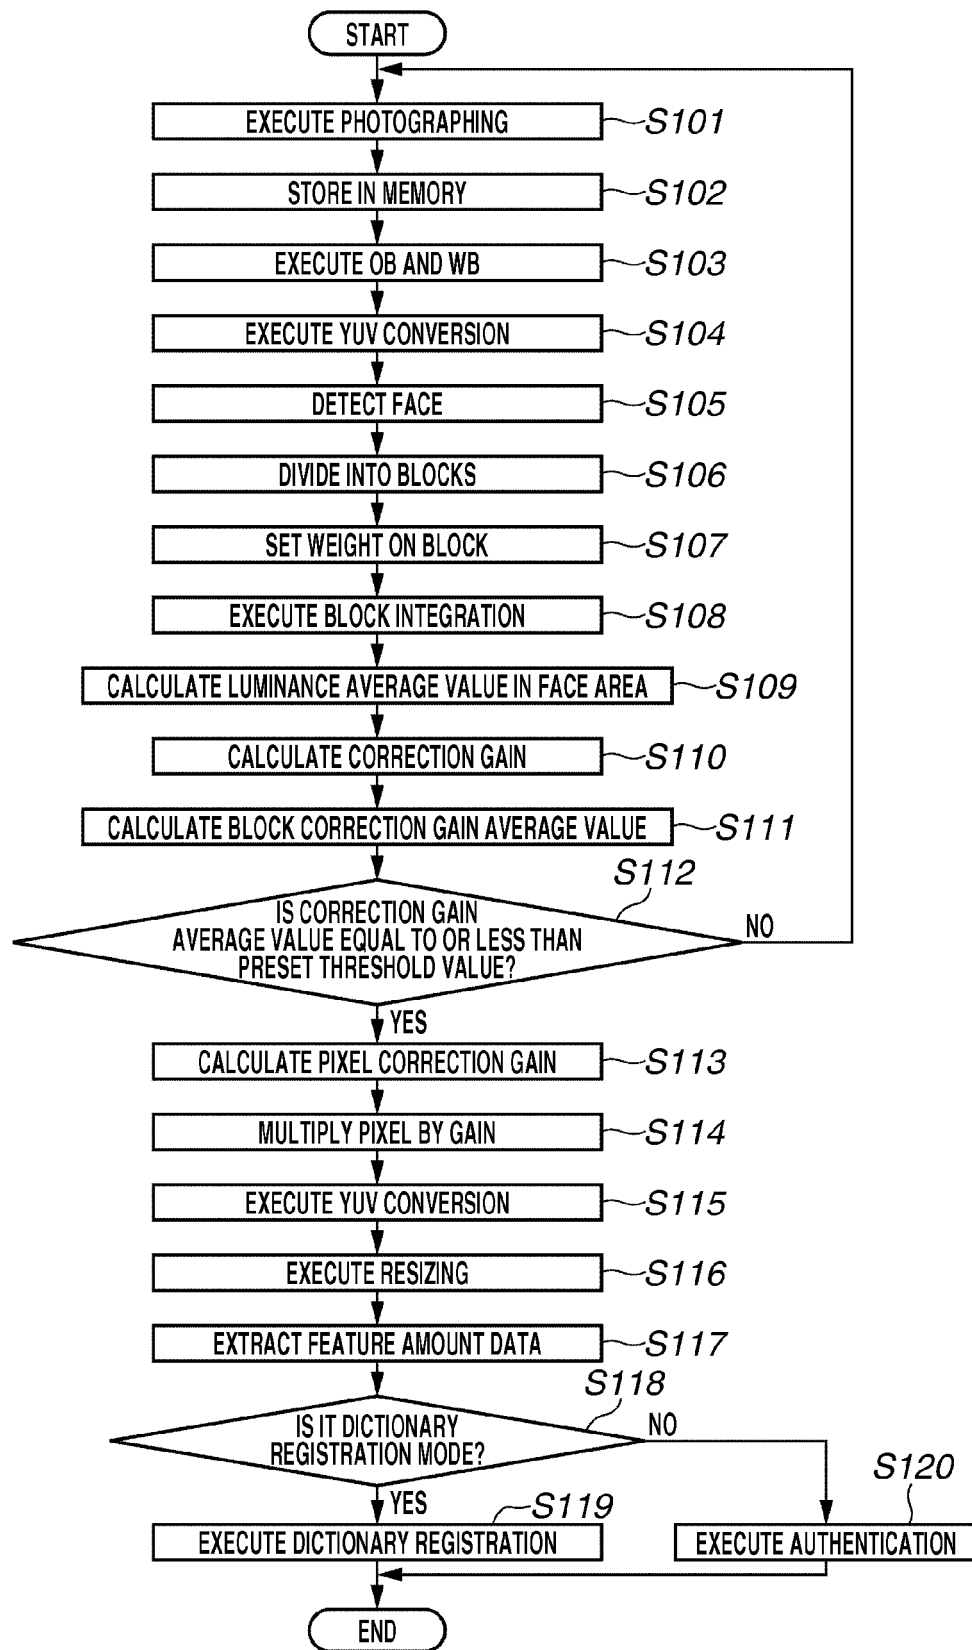 START
EXECUTE PHOTOGRAPHING
S101
STORE IN MEMORY
S102
EXECUTE OB AND WB
S103
EXECUTE YUV CONVERSION
S104
DETECT FACE
S105
DIVIDE INTO BLOCKS
S106
SET WEIGHT ON BLOCK
S107
EXECUTE BLOCK INTEGRATION
S108
CALCULATE LUMINANCE AVERAGE VALUE IN FACE AREA
S109
CALCULATE CORRECTION GAIN
S110
CALCULATE BLOCK CORRECTION GAIN AVERAGE VALUE
S111
S112
IS CORRECTION GAIN
AVERAGE VALUE EQUAL TO OR LESS THAN
PRESET THRESHOLD VALUE?
NO
YES
CALCULATE PIXEL CORRECTION GAIN
S113
MULTIPLY PIXEL BY GAIN
S114
EXECUTE YUV CONVERSION
S115
EXECUTE RESIZING
S116
EXTRACT FEATURE AMOUNT DATA
S117
S118
IS IT DICTIONARY
REGISTRATION MODE?
NO
YES
S119
EXECUTE DICTIONARY REGISTRATION
S120
EXECUTE AUTHENTICATION
END